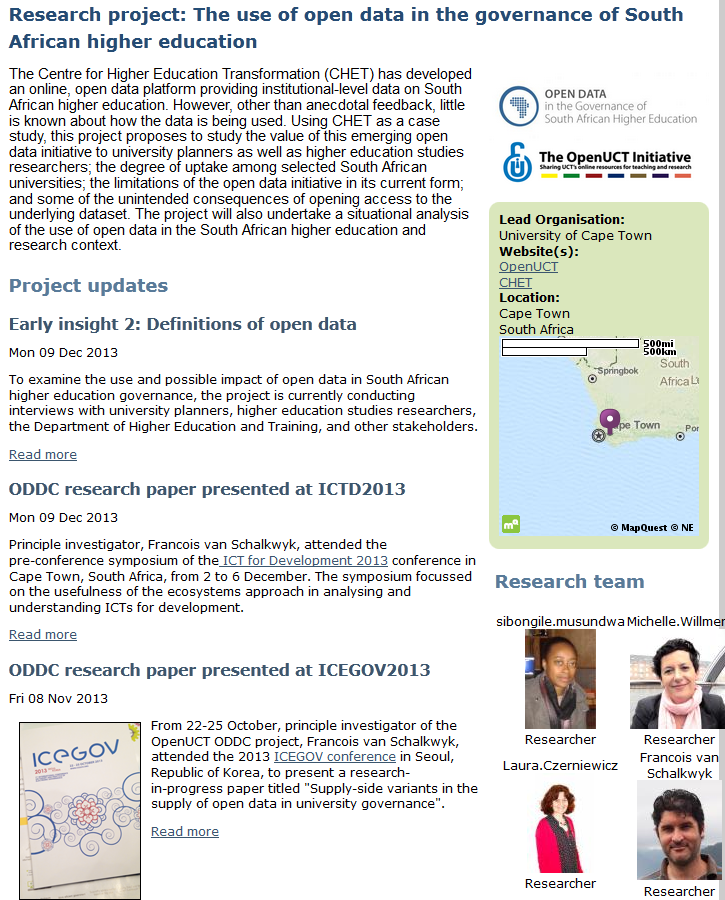 Research project: The use of open data in the governance of South
African higher education
The Centre for Higher Education Transformation (CHET) has developed
an online, open data platform providing institutional-level data on South
African higher education. However, other than anecdotal feedback, little
is known about how the data is being used. Using CHET as a case
study, this project proposes to study the value of this emerging open
data initiative to university planners as well as higher education studies
researchers; the degree of uptake among selected South African
universities; the limitations of the open data initiative in its current form;
and some of the unintended consequences of opening access to the
underlying dataset. The project will also undertake a situational analysis
of the use of open data in the South African higher education and
research context.
Project updates
Early insight 2: Definitions of open data
Mon 09 Dec 2013
To examine the use and possible impact of open data in South African
higher education governance, the project is currently conducting
interviews with university planners, higher education studies researchers,
the Department of Higher Education and Training, and other stakeholders.
Read more
ODDC research paper presented at ICTD2013
Mon 09 Dec 2013
Principle investigator, Francois van Schalkwyk, attended the
pre-conference symposium of the ICT for Development 2013 conference in
Cape Town, South Africa, from 2 to 6 December. The symposium focussed
on the usefulness of the ecosystems approach in analysing and
understanding ICTs for development.
Read more
ODDC research paper presented at ICEGOV2013
Fri 08 Nov 2013
ICEGOV
2013
From 22-25 October, principle investigator of the
OpenUCT ODDC project, Francois van Schalkwyk,
attended the 2013 ICEGOV conference in Seoul,
Republic of Korea, to present a research-
in-progress paper titled "Supply-side variants in the
supply of open data in university governance".
Read more
OPEN DATA
in the Governance of
South African Higher Education
The OpenUCT Initiative
Sharing UCT's online resources for teaching and research
Lead Organisation:
University of Cape Town
Website(s):
OpenUCT
CHET
Location:
Cape Town
South Africa
500mi
500km
Springbok
South
Africa L
pe Town
Por
m
© MapQuest © NE
Research team
sibongile.musundwa Michelle.Willmer
Researcher Researcher
Laura.Czerniewicz
Francois van
Schalkwyk
Researcher
Researcher